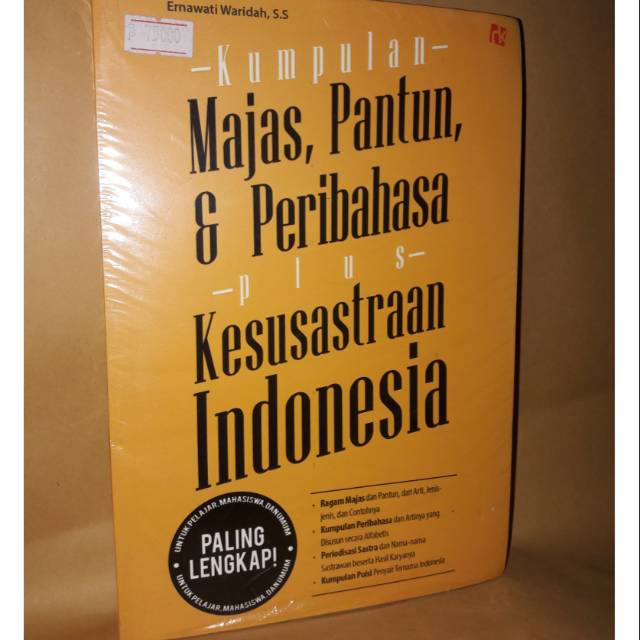 Ernawati Waridah, S.S
–Kumpulan–
Majas, Pantun,
& Peribahasa
–plus–
Kesusastraan
Indonesia
UNTUK PELAJAR, MAHASISWA, DAN UMUM
PALING
LENGKAP!
UNTUK PELAJAR, MAHASISWA, DAN UMUM
• Ragam Majas dan Pantun, dari Arti, Jenis-
jenis, dan Contohnya
• Kumpulan Peribahasa dan Artinya yang
Disusun secara Alfabetis
• Periodisasi Sastra dan Nama-nama
Sastrawan beserta Hasil Karyanya
• Kumpulan Puisi Penyair Ternama Indonesia